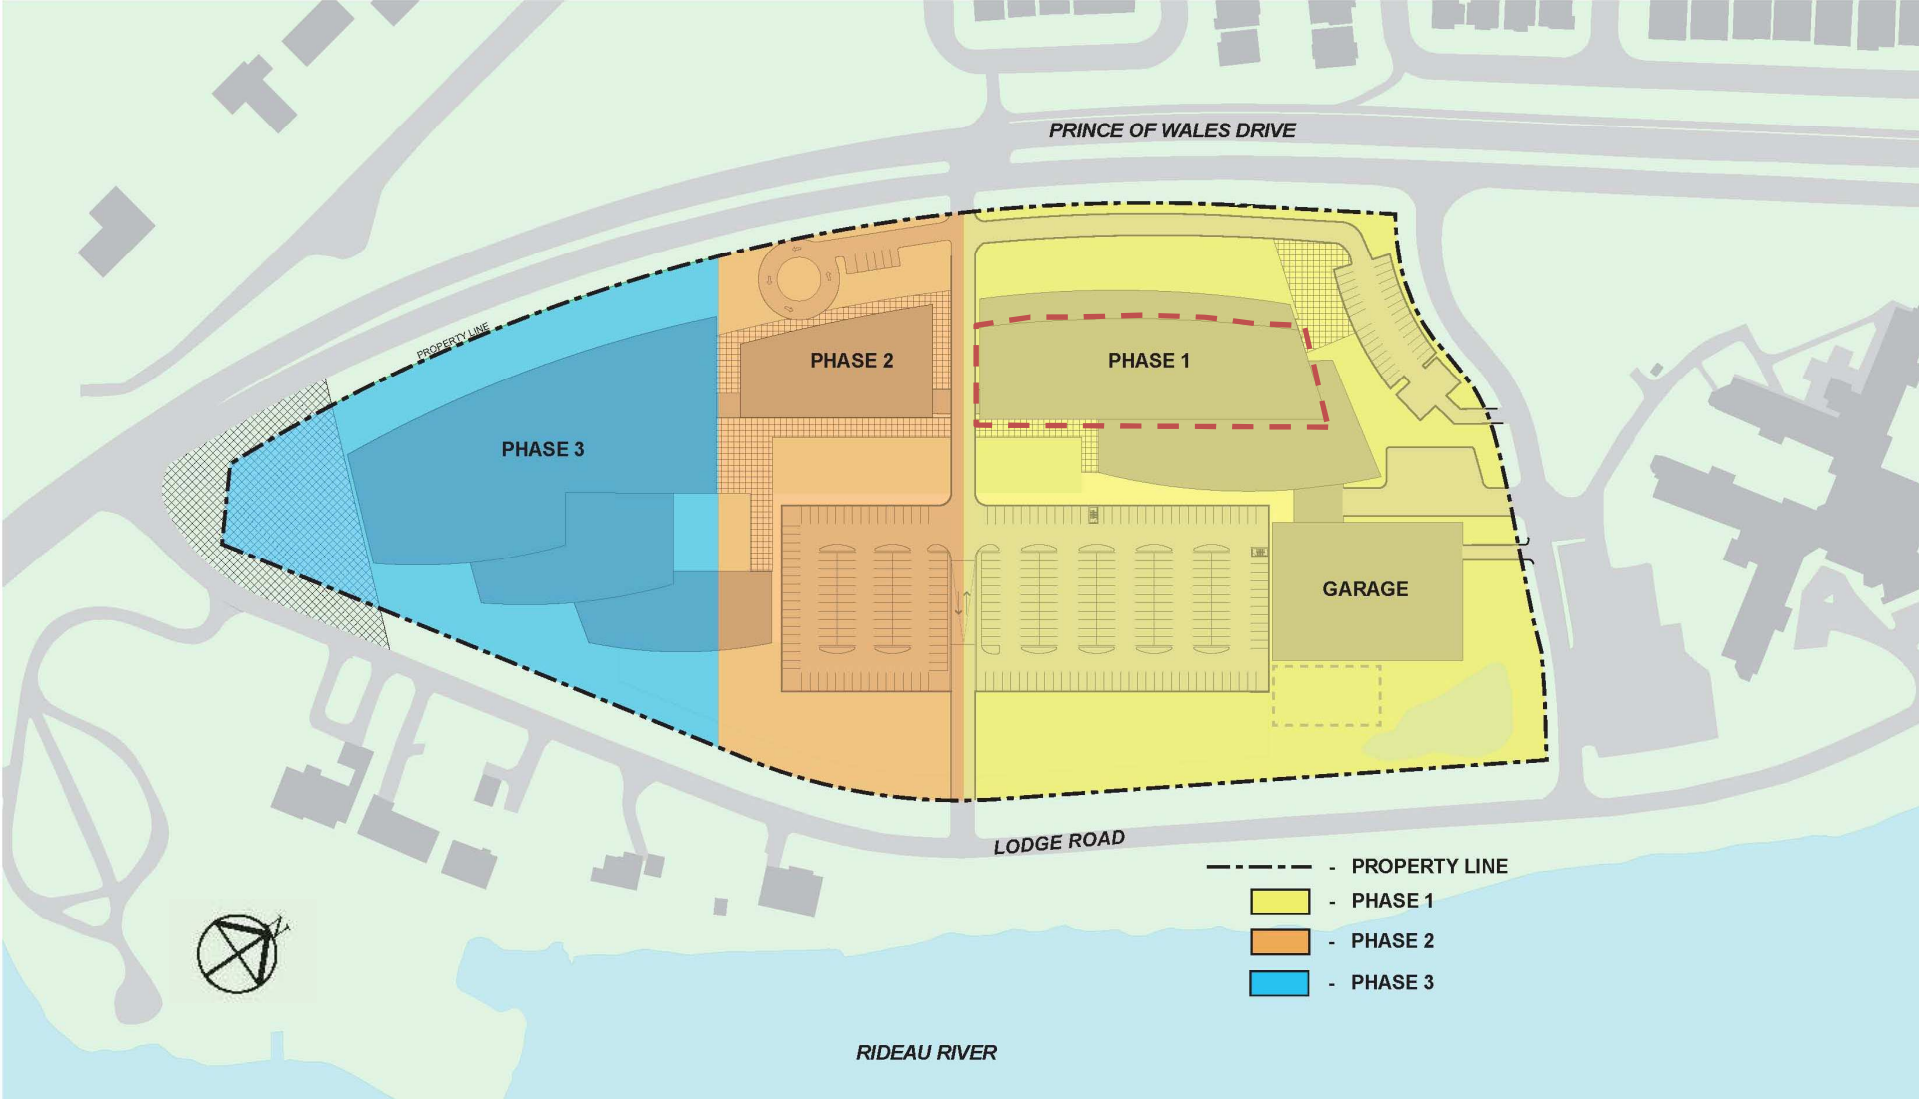 PRINCE OF WALES DRIVE
PROPERTY LINE
PHASE 2
PHASE 1
PHASE 3
GARAGE
LODGE ROAD
- PROPERTY LINE
- PHASE 1
- PHASE 2
- PHASE 3
N
RIDEAU RIVER